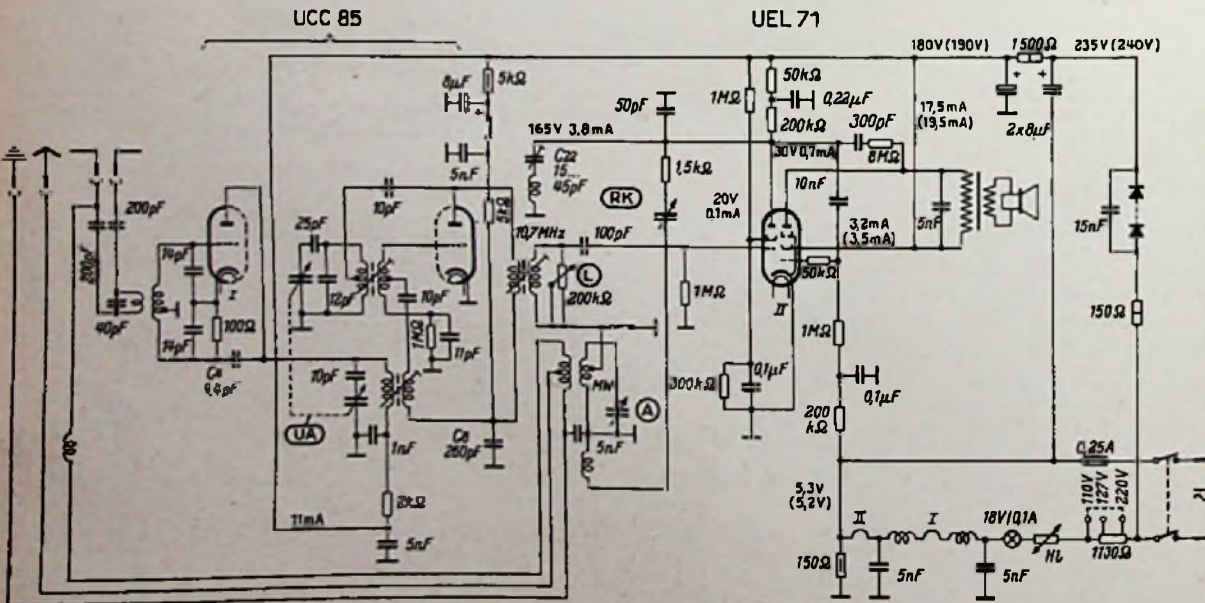 UCC 85
UEL 71
8μF
5kΩ
50kΩ
1MΩ
0,22μF
200kΩ
50pF
180V (190V)
1500Ω
235V (240V)
17,5mA
(19,5mA)
2x8μF
165V 3,8mA
300pF
8MΩ
30V 0,7mA
10nF
C22
15...
45pF
1,5kΩ
RK
5nF
5kΩ
10pF
25pF
12pF
10pF
1MΩ
11pF
200pF
200pF
40pF
14pF
14pF
I
100Ω
10,7MHz
100pF
L
200kΩ
20V
0,1mA
1MΩ
II
50kΩ
3,2mA
(3,5mA)
5nF
15nF
150Ω
10pF
UA
1nF
C8
250pF
2kΩ
11mA
5nF
MW
A
5nF
300kΩ
0,1μF
1MΩ
0,1μF
200
kΩ
0,25A
5,3V
(5,2V)
110V
127V
220V
II
I
18V/0,1A
HL
1130Ω
150Ω
5nF
5nF